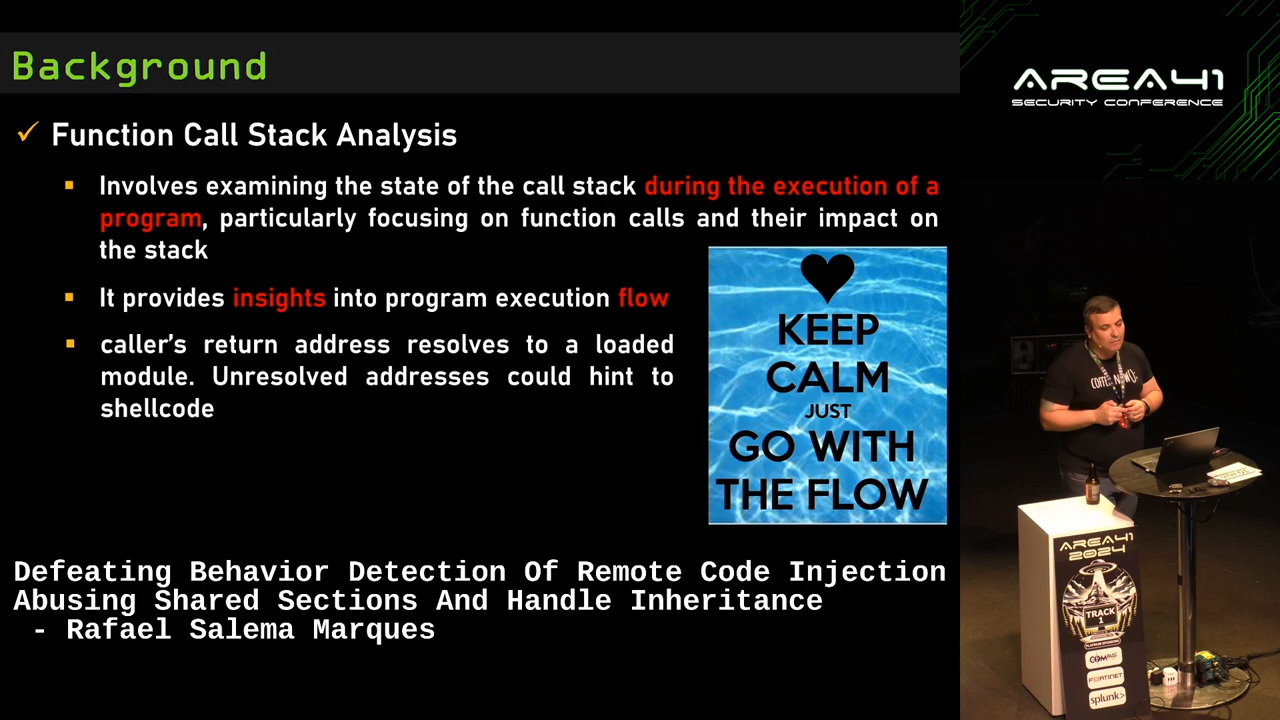 Background
AREA41
SECURITY CONFERENCE
✓ Function Call Stack Analysis
▪ Involves examining the state of the call stack during the execution of a
program, particularly focusing on function calls and their impact on
the stack
▪ It provides insights into program execution flow
▪ caller's return address resolves to a loaded
module. Unresolved addresses could hint to
shellcode
KEEP
CALM
JUST
GO WITH
THE FLOW
Defeating Behavior Detection Of Remote Code Injection
Abusing Shared Sections And Handle Inheritance
- Rafael Salema Marques
AREA41
2024
TRACK
1
COMPASS
FORTINET
splunk>